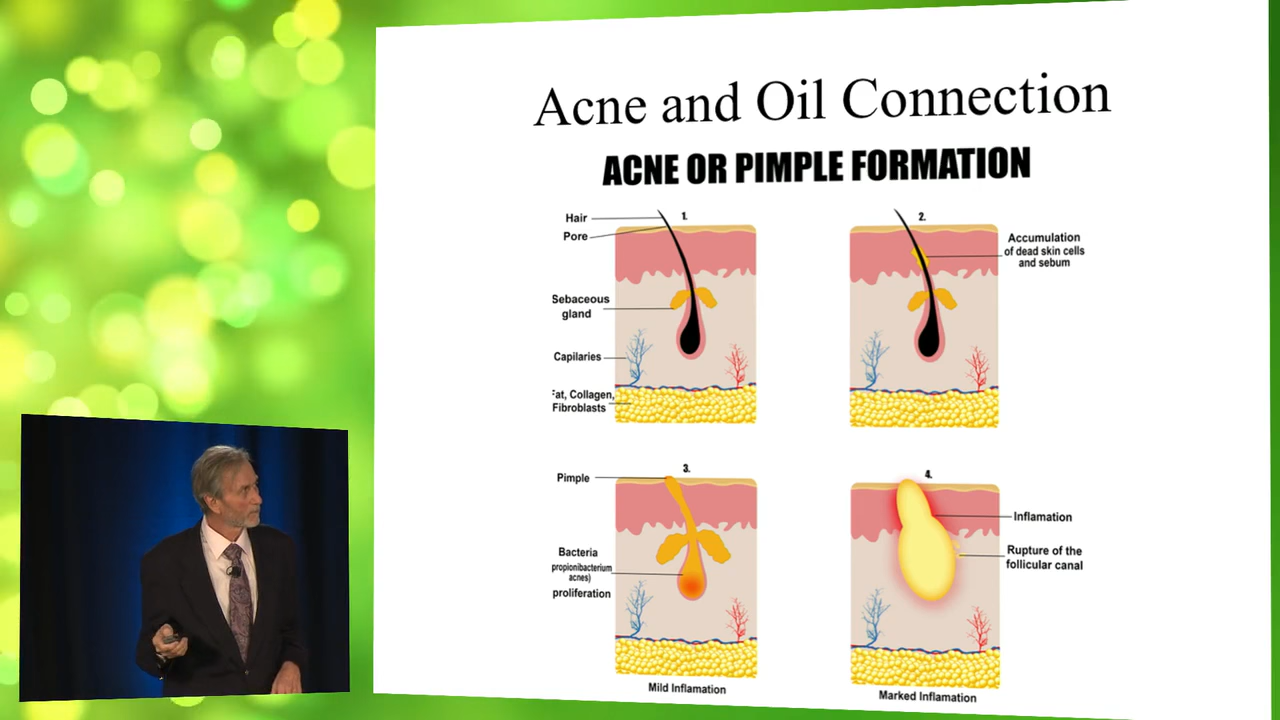 Acne and Oil Connection
ACNE OR PIMPLE FORMATION
1.
Hair
Pore
Sebaceous
gland
Capilaries
Fat, Collagen,
Fibroblasts
2.
Accumulation
of dead skin cells
and sebum
3.
Pimple
Bacteria
propionibacterium
acnes)
proliferation
Mild Inflamation
4.
Inflamation
Rupture of the
follicular canal
Marked Inflamation